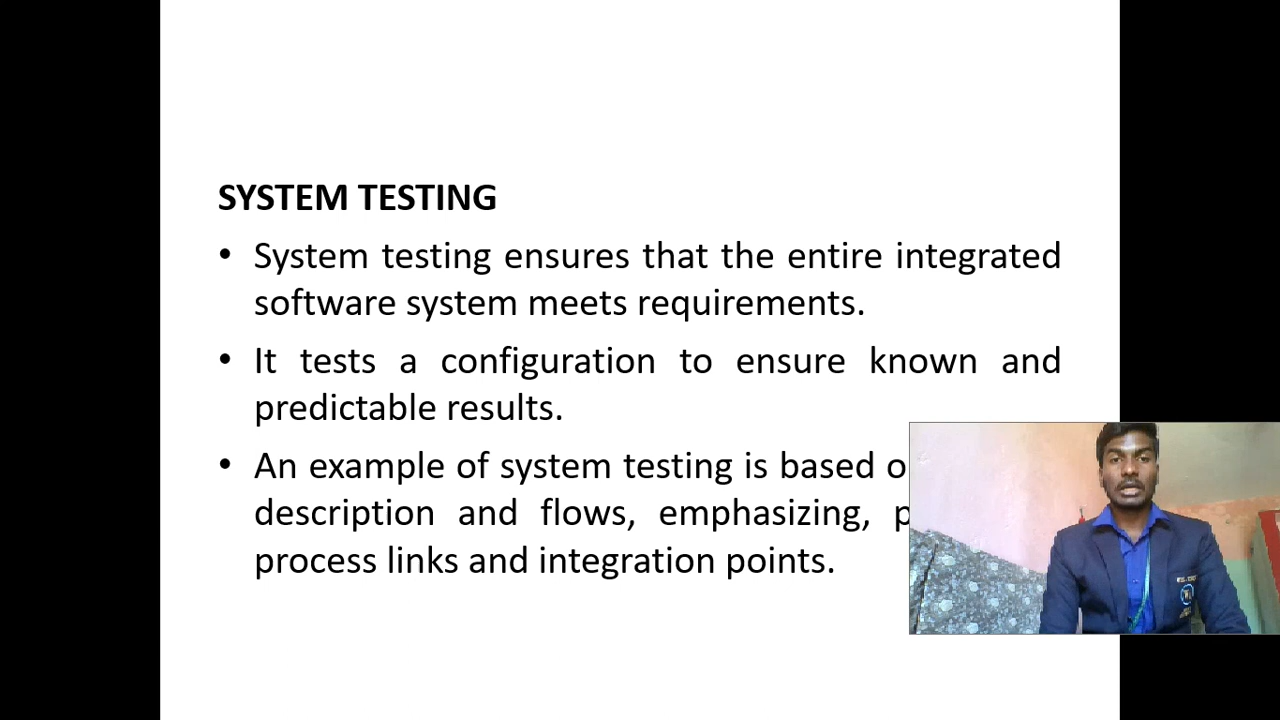 SYSTEM TESTING
• System testing ensures that the entire integrated
software system meets requirements.
• It tests a configuration to ensure known and
predictable results.
• An example of system testing is based
description and flows, emphasizing,
process links and integration points.